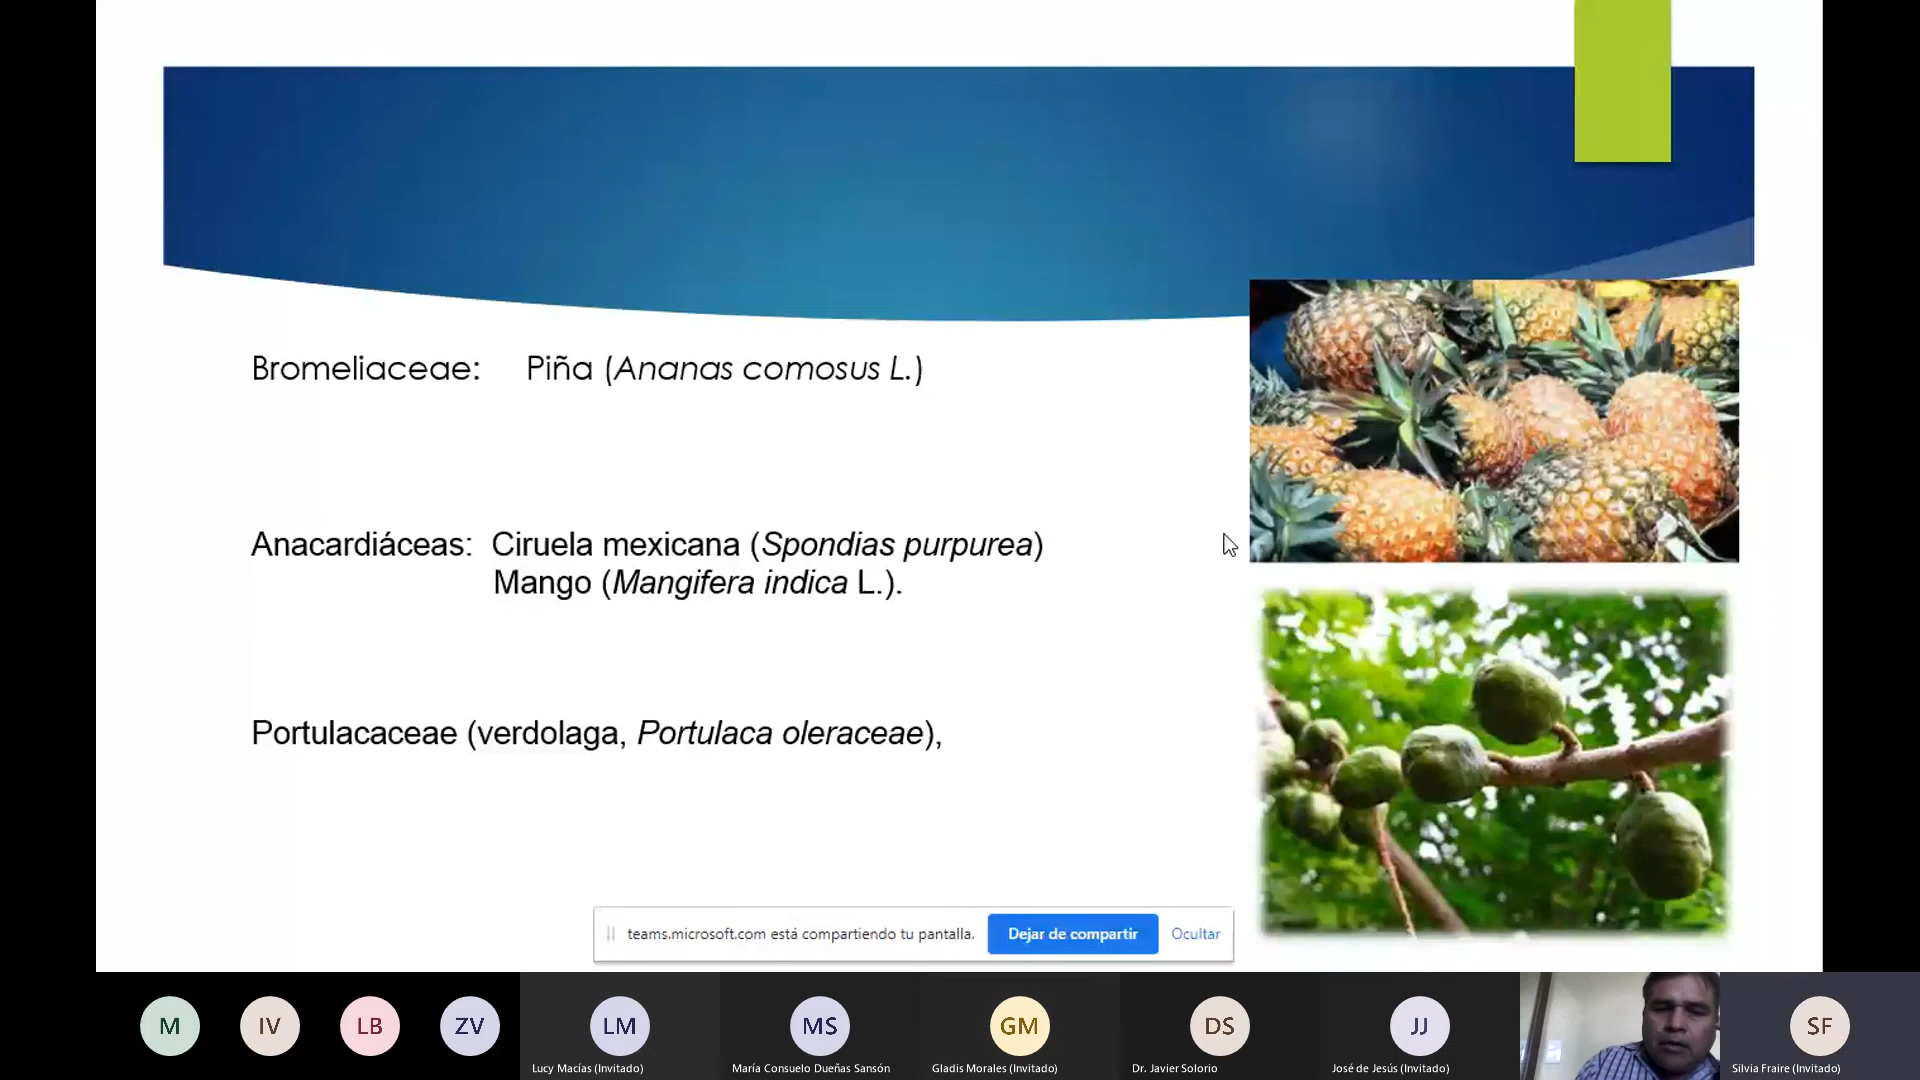 Bromeliaceae: Piña (Ananas comosus L.)
Anacardiáceas: Ciruela mexicana (Spondias purpurea)
Mango (Mangifera indica L.).
Portulacaceae (verdolaga, Portulaca oleraceae),
teams.microsoft.com está compartiendo tu pantalla. Dejar de compartir Ocultar
M IV LB ZV LM MS GM DS JJ SF
Lucy Macías (Invitado) María Consuelo Dueñas Sansón Gladis Morales (Invitado) Dr. Javier Solorio José de Jesús (Invitado) Silvia Fraire (Invitado)